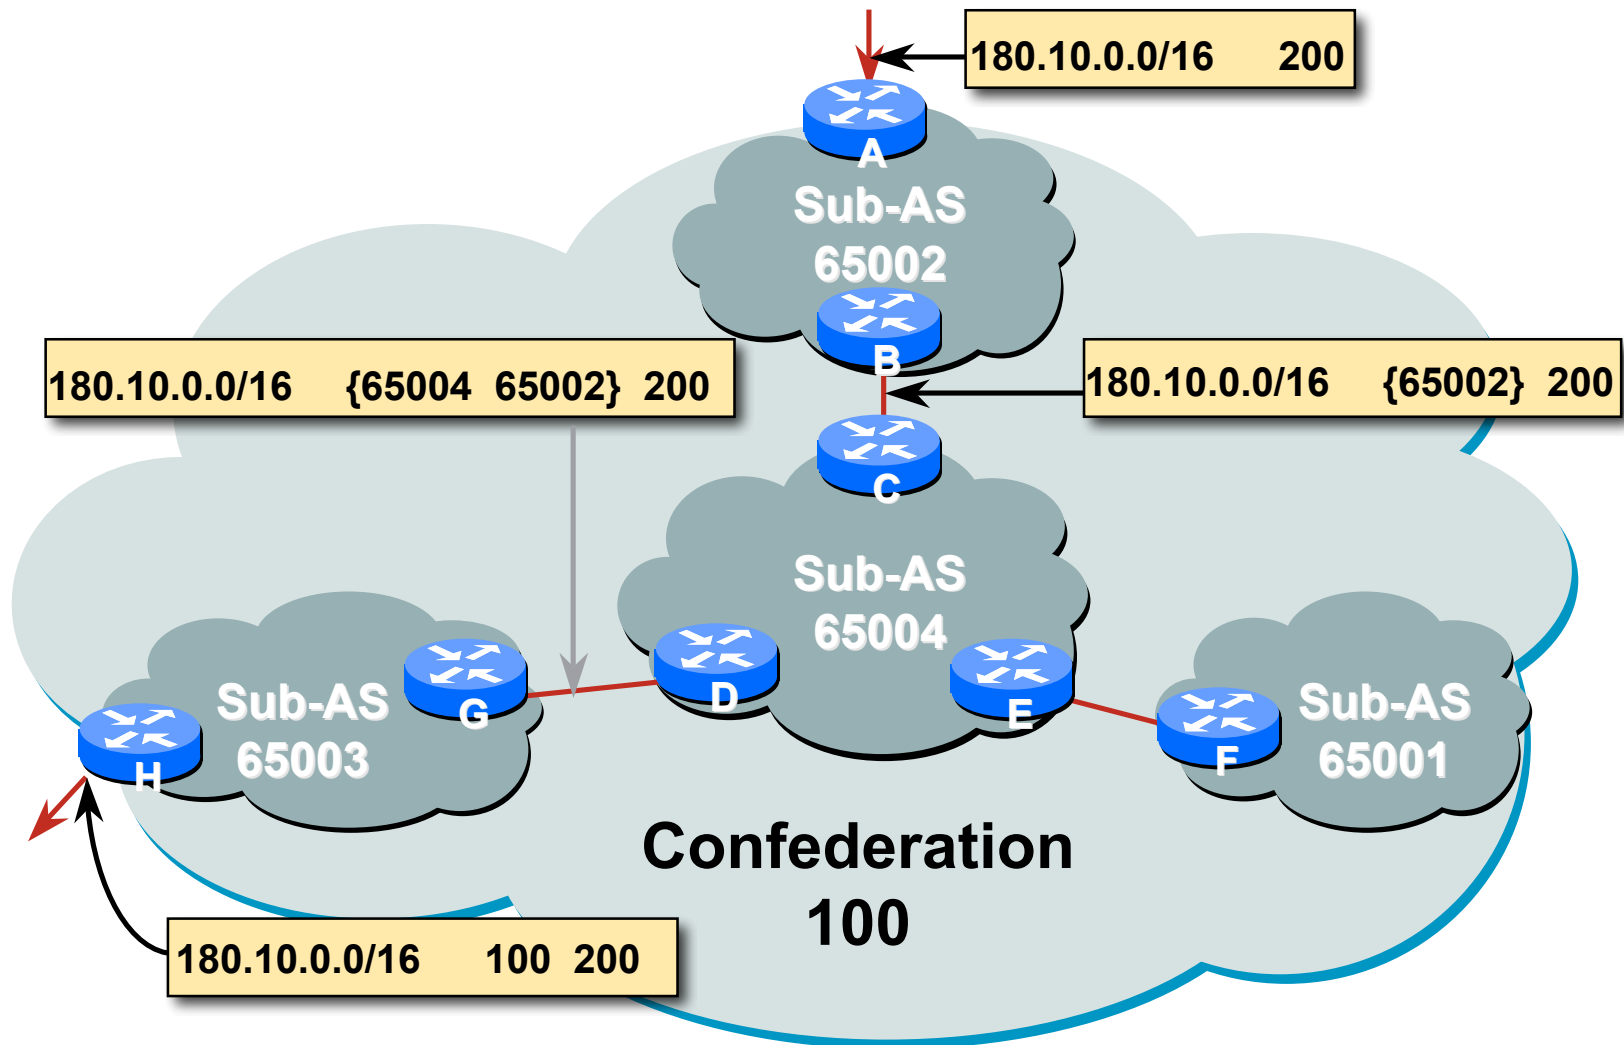 180.10.0.0/16 200
A
Sub-AS
65002
B
180.10.0.0/16 {65004 65002} 200
180.10.0.0/16 {65002} 200
C
Sub-AS
65004
D
E
G
Sub-AS
65003
H
F
Sub-AS
65001
Confederation
100
180.10.0.0/16 100 200